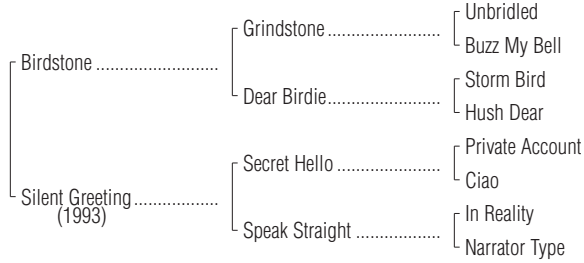 Unbridled
Grindstone ............................
Buzz My Bell
Birdstone ..............................
Storm Bird
Dear Birdie............................
Hush Dear
Private Account
Secret Hello ..........................
Ciao
Silent Greeting.....................
(1993)
In Reality
Speak Straight .....................
Narrator Type